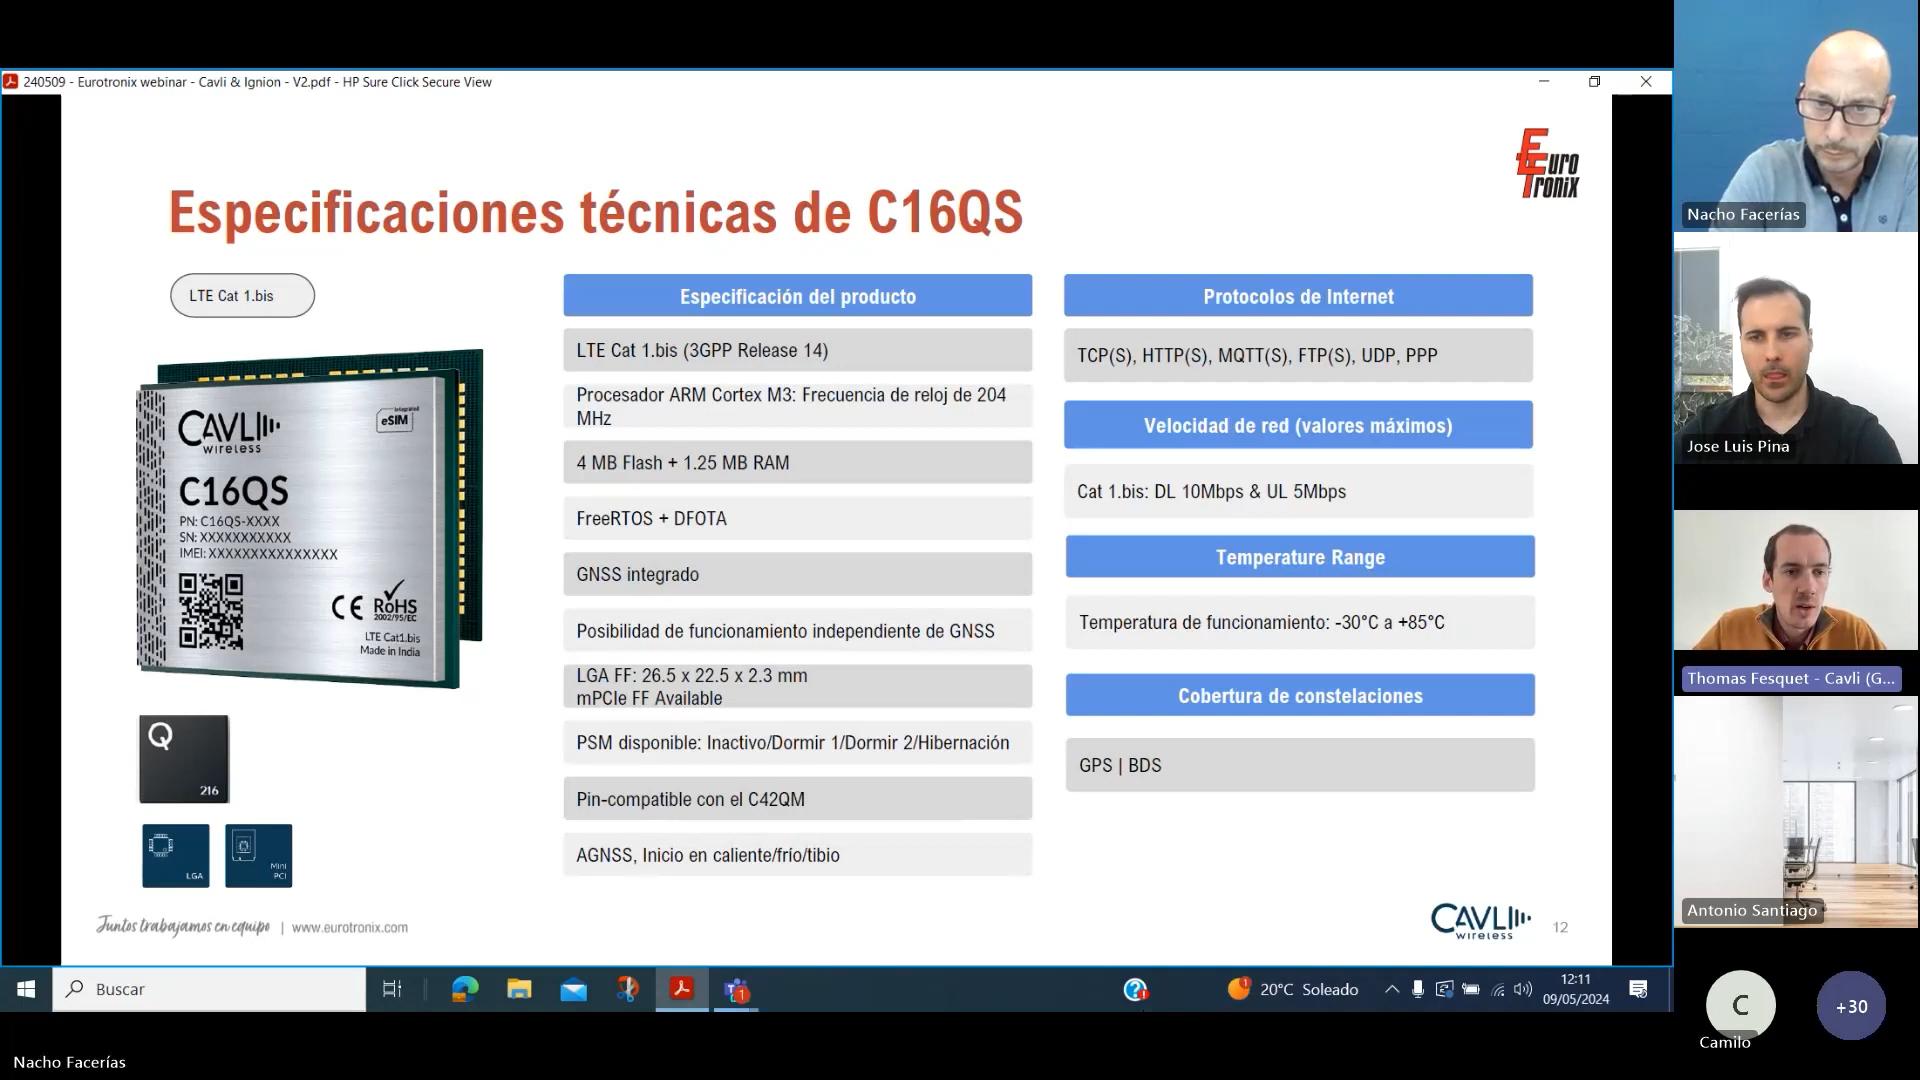 240509 - Eurotronix webinar - Cavli & Ignion - V2.pdf - HP Sure Click Secure View
EURO
TRONIX
Especificaciones técnicas de C16QS
LTE Cat 1.bis
CAVLI
wireless
integrated
eSIM
C16QS
PN: C16QS-XXXX
SN: XXXXXXXXXXX
IMEI: XXXXXXXXXXXXXXX
CE
RoHS
2002/95/EC
LTE Cat1.bis
Made in India
Q
216
LGA
Mini
PCI
Especificación del producto
LTE Cat 1.bis (3GPP Release 14)
Procesador ARM Cortex M3: Frecuencia de reloj de 204
MHz
4 MB Flash + 1.25 MB RAM
FreeRTOS + DFOTA
GNSS integrado
Posibilidad de funcionamiento independiente de GNSS
LGA FF: 26.5 x 22.5 x 2.3 mm
mPCIe FF Available
PSM disponible: Inactivo/Dormir 1/Dormir 2/Hibernación
Pin-compatible con el C42QM
AGNSS, Inicio en caliente/frío/tibio
Protocolos de Internet
TCP(S), HTTP(S), MQTT(S), FTP(S), UDP, PPP
Velocidad de red (valores máximos)
Cat 1.bis: DL 10Mbps & UL 5Mbps
Temperature Range
Temperatura de funcionamiento: -30°C a +85°C
Cobertura de constelaciones
GPS | BDS
Juntos trabajamos en equipo | www.eurotronix.com
CAVLI
wireless
12
Buscar
20°C Soleado
12:11
09/05/2024
Nacho Facerías
Jose Luis Pina
Thomas Fesquet - Cavli (G...
Antonio Santiago
C
Camilo
+30
Nacho Facerías